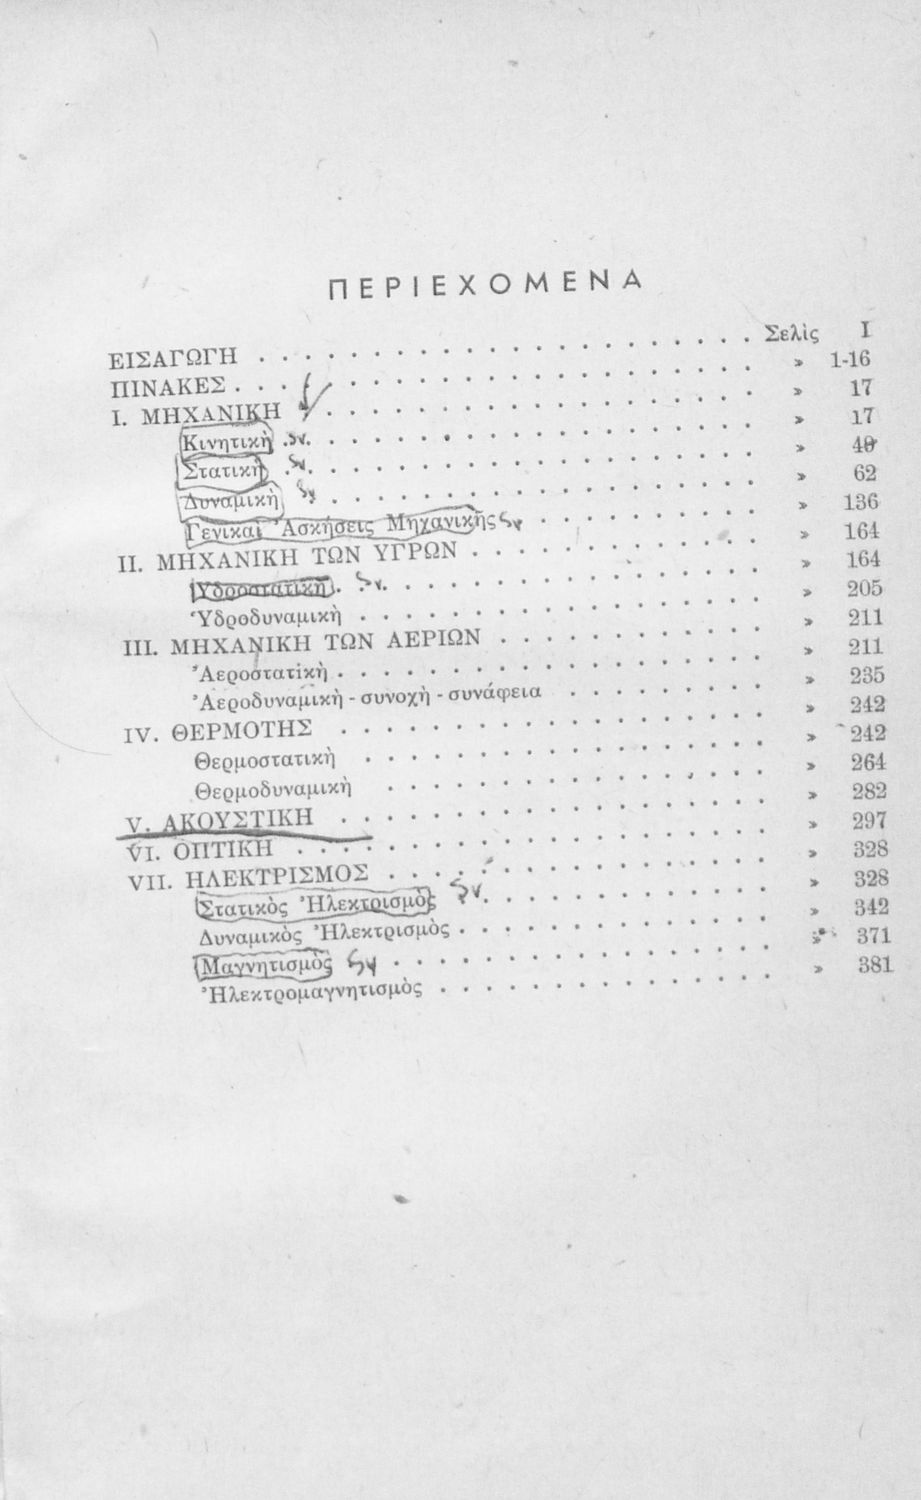 ΠΕΡΙΕΧΟΜΕΝΑ
ΕΙΣΑΓΩΓΗ . . . . . . . . . . . . . . . . . . . . . Σελὶς I
ΠΙΝΑΚΕΣ . . . . . . . . . . . . . . . . . . . . . » 1-16
I. ΜΗΧΑΝΙΚΗ . . . . . . . . . . . . . . . . . . . » 17
Κινητικὴ . . . . . . . . . . . . . . . . . . . . » 17
Στατικὴ . . . . . . . . . . . . . . . . . . . . » 40
Δυναμικὴ . . . . . . . . . . . . . . . . . . . . » 62
Γενικαὶ Ἀσκήσεις Μηχανικῆς . . . . . . . . . . » 136
II. ΜΗΧΑΝΙΚΗ ΤΩΝ ΥΓΡΩΝ . . . . . . . . . . . . . » 164
Ὑδροστατικὴ . . . . . . . . . . . . . . . . . . » 164
Ὑδροδυναμικὴ . . . . . . . . . . . . . . . . . . » 205
III. ΜΗΧΑΝΙΚΗ ΤΩΝ ΑΕΡΙΩΝ . . . . . . . . . . . . » 211
Ἀεροστατικὴ . . . . . . . . . . . . . . . . . . » 211
Ἀεροδυναμικὴ - συνοχὴ - συνάφεια . . . . . . . . » 235
IV. ΘΕΡΜΟΤΗΣ . . . . . . . . . . . . . . . . . . » 242
Θερμοστατικὴ . . . . . . . . . . . . . . . . . . » 242
Θερμοδυναμικὴ . . . . . . . . . . . . . . . . . » 264
V. ΑΚΟΥΣΤΙΚΗ . . . . . . . . . . . . . . . . . . » 282
VI. ΟΠΤΙΚΗ . . . . . . . . . . . . . . . . . . . » 297
VII. ΗΛΕΚΤΡΙΣΜΟΣ . . . . . . . . . . . . . . . . » 328
Στατικὸς Ἠλεκτρισμὸς . . . . . . . . . . . . . . » 328
Δυναμικὸς Ἠλεκτρισμὸς . . . . . . . . . . . . . » 342
Μαγνητισμὸς . . . . . . . . . . . . . . . . . . » 371
Ἠλεκτρομαγνητισμὸς . . . . . . . . . . . . . . . » 381